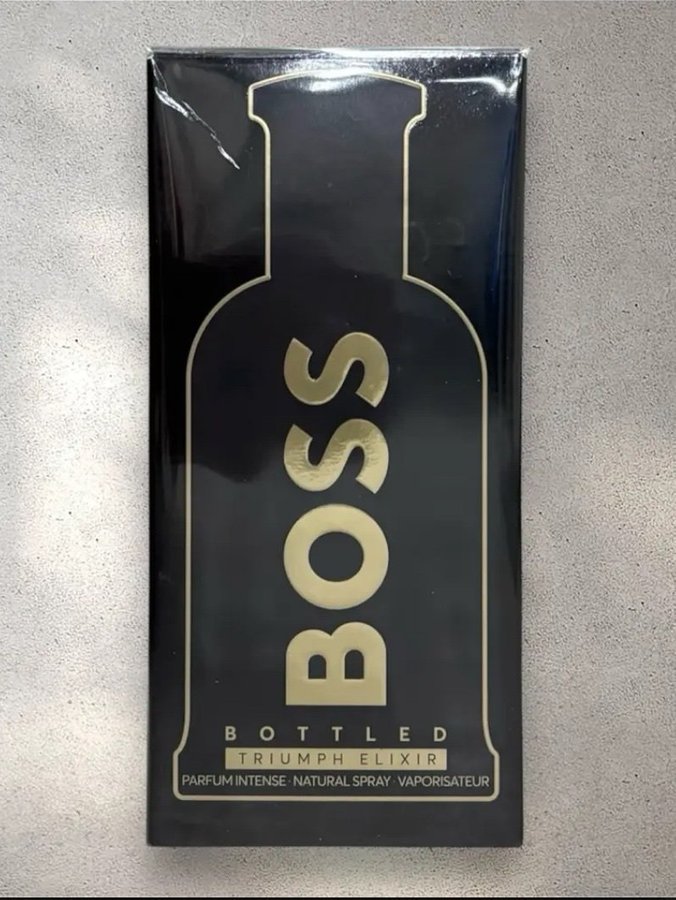 BOSS
BOTTLED
TRIUMPH ELIXIR
PARFUM INTENSE · NATURAL SPRAY · VAPORISATEUR